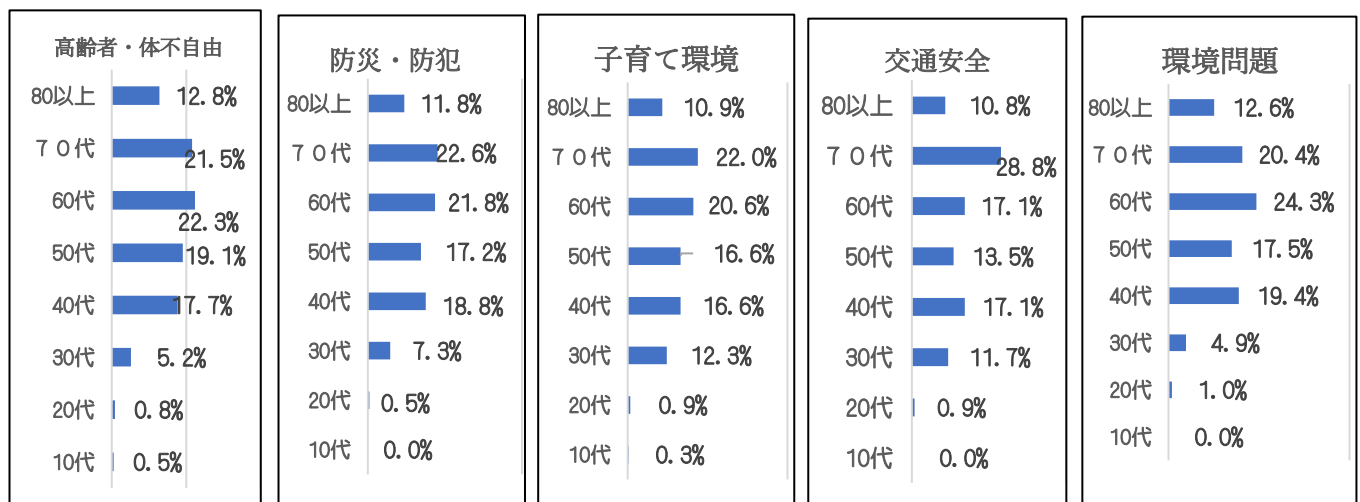 高齢者・体不自由
80以上 12.8%
７０代 21.5%
60代 22.3%
50代 19.1%
40代 17.7%
30代 5.2%
20代 0.8%
10代 0.5%
防災・防犯
80以上 11.8%
７０代 22.6%
60代 21.8%
50代 17.2%
40代 18.8%
30代 7.3%
20代 0.5%
10代 0.0%
子育て環境
80以上 10.9%
７０代 22.0%
60代 20.6%
50代 16.6%
40代 16.6%
30代 12.3%
20代 0.9%
10代 0.3%
交通安全
80以上 10.8%
７０代 28.8%
60代 17.1%
50代 13.5%
40代 17.1%
30代 11.7%
20代 0.9%
10代 0.0%
環境問題
80以上 12.6%
７０代 20.4%
60代 24.3%
50代 17.5%
40代 19.4%
30代 4.9%
20代 1.0%
10代 0.0%